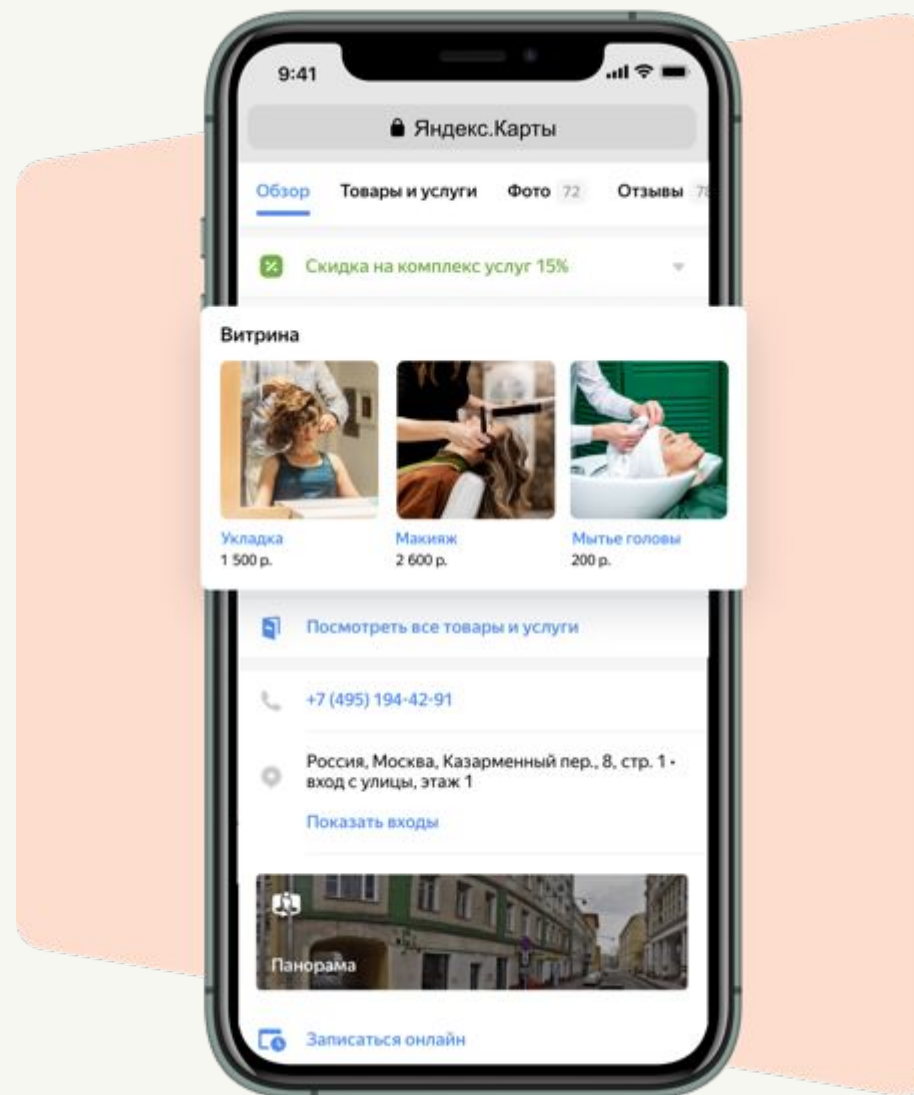 9:41
Яндекс.Карты
Обзор Товары и услуги Фото 72 Отзывы
Скидка на комплекс услуг 15%
Витрина
Укладка Макияж Мытье головы
1 500 р. 2 600 р. 200 р.
Посмотреть все товары и услуги
+7 (495) 194-42-91
Россия, Москва, Казарменный пер., 8, стр. 1 •
вход с улицы, этаж 1
Показать входы
Панорама
Записаться онлайн